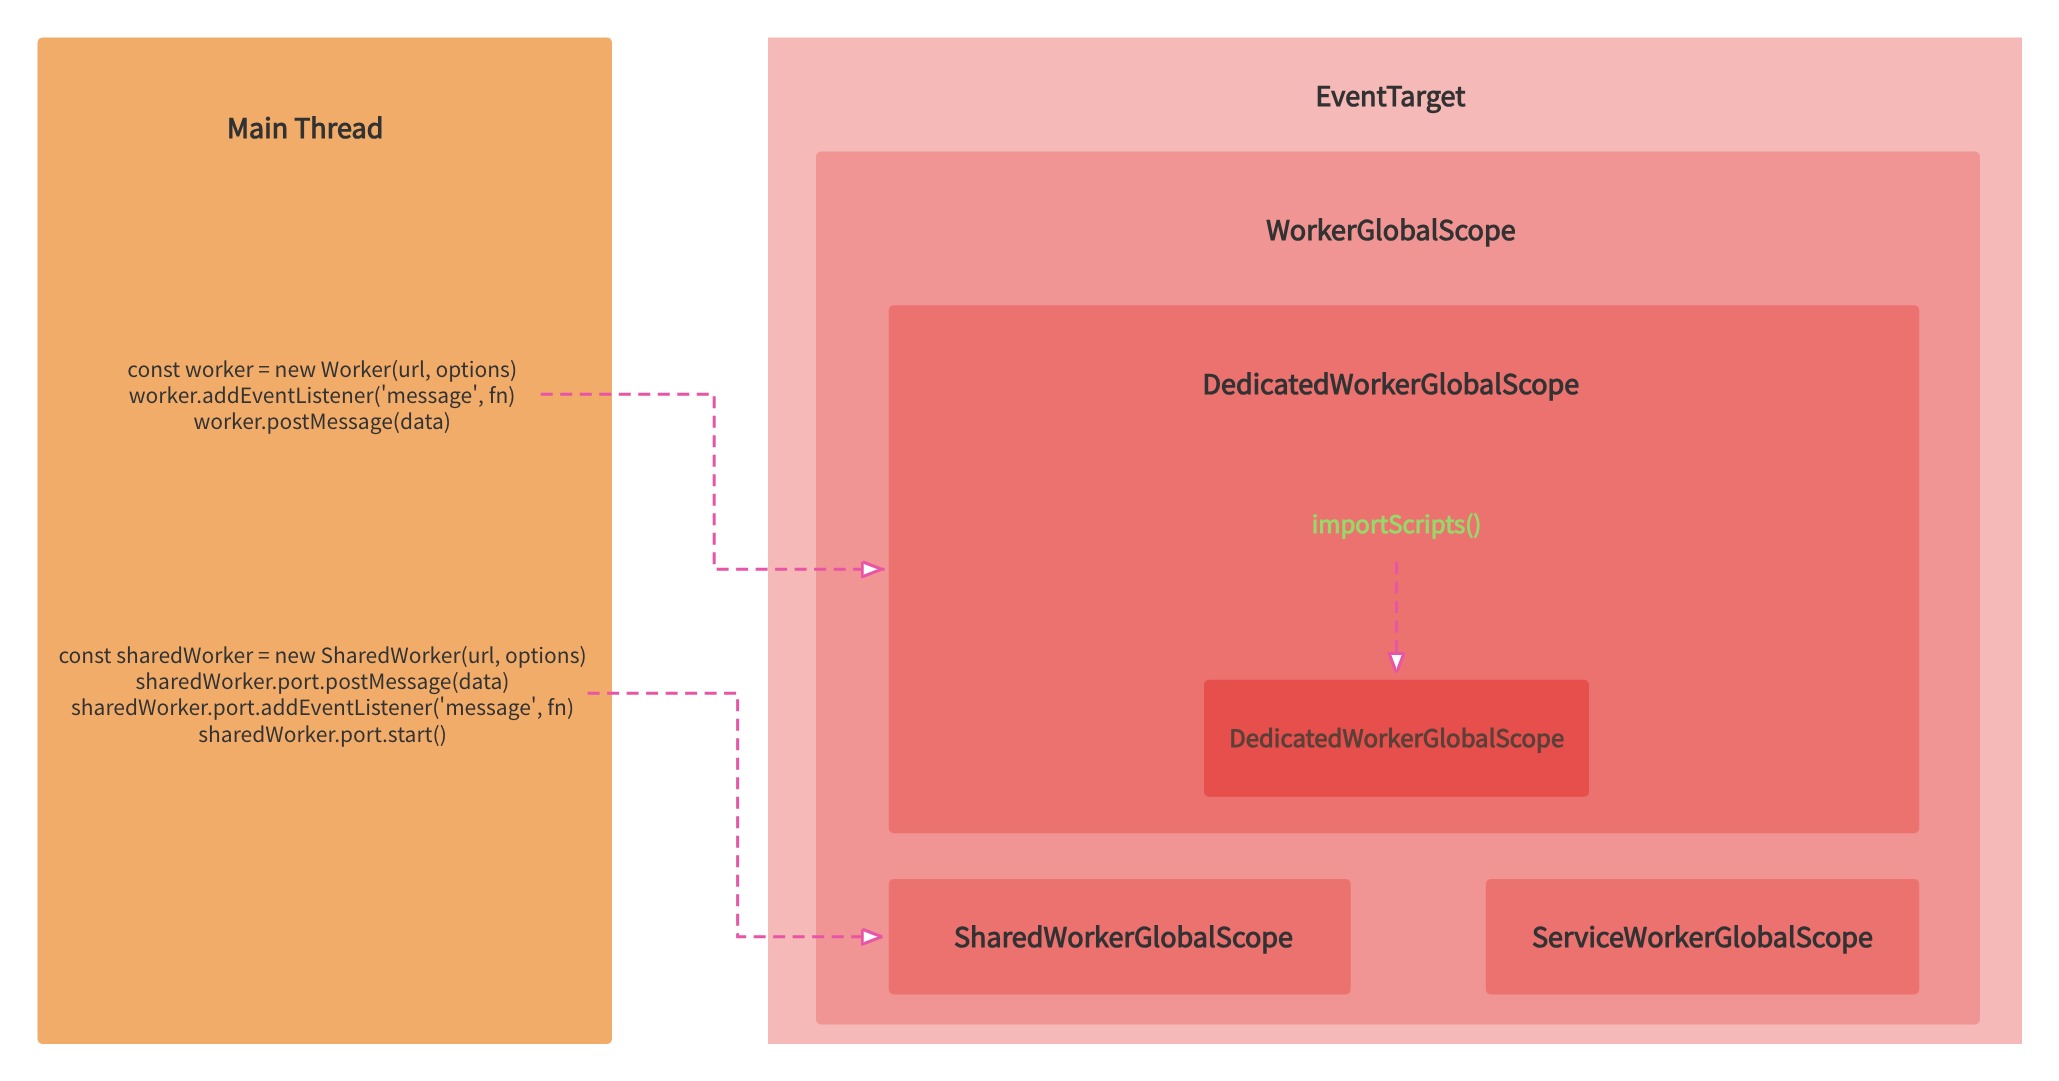 Main Thread
const worker = new Worker(url, options)
worker.addEventListener('message', fn)
worker.postMessage(data)
const sharedWorker = new SharedWorker(url, options)
sharedWorker.port.postMessage(data)
sharedWorker.port.addEventListener('message', fn)
sharedWorker.port.start()
EventTarget
WorkerGlobalScope
DedicatedWorkerGlobalScope
importScripts()
DedicatedWorkerGlobalScope
SharedWorkerGlobalScope
ServiceWorkerGlobalScope